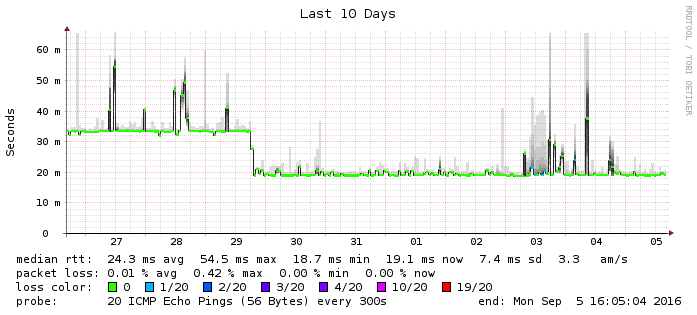 Last 10 Days
RRDTOOL / TOBI OETIKER
Seconds
60 m
50 m
40 m
30 m
20 m
10 m
0
27 28 29 30 31 01 02 03 04 05
median rtt: 24.3 ms avg 54.5 ms max 18.7 ms min 19.1 ms now 7.4 ms sd 3.3 am/s
packet loss: 0.01 % avg 0.42 % max 0.00 % min 0.00 % now
loss color: 0 1/20 2/20 3/20 4/20 10/20 19/20
probe: 20 ICMP Echo Pings (56 Bytes) every 300s end: Mon Sep 5 16:05:04 2016